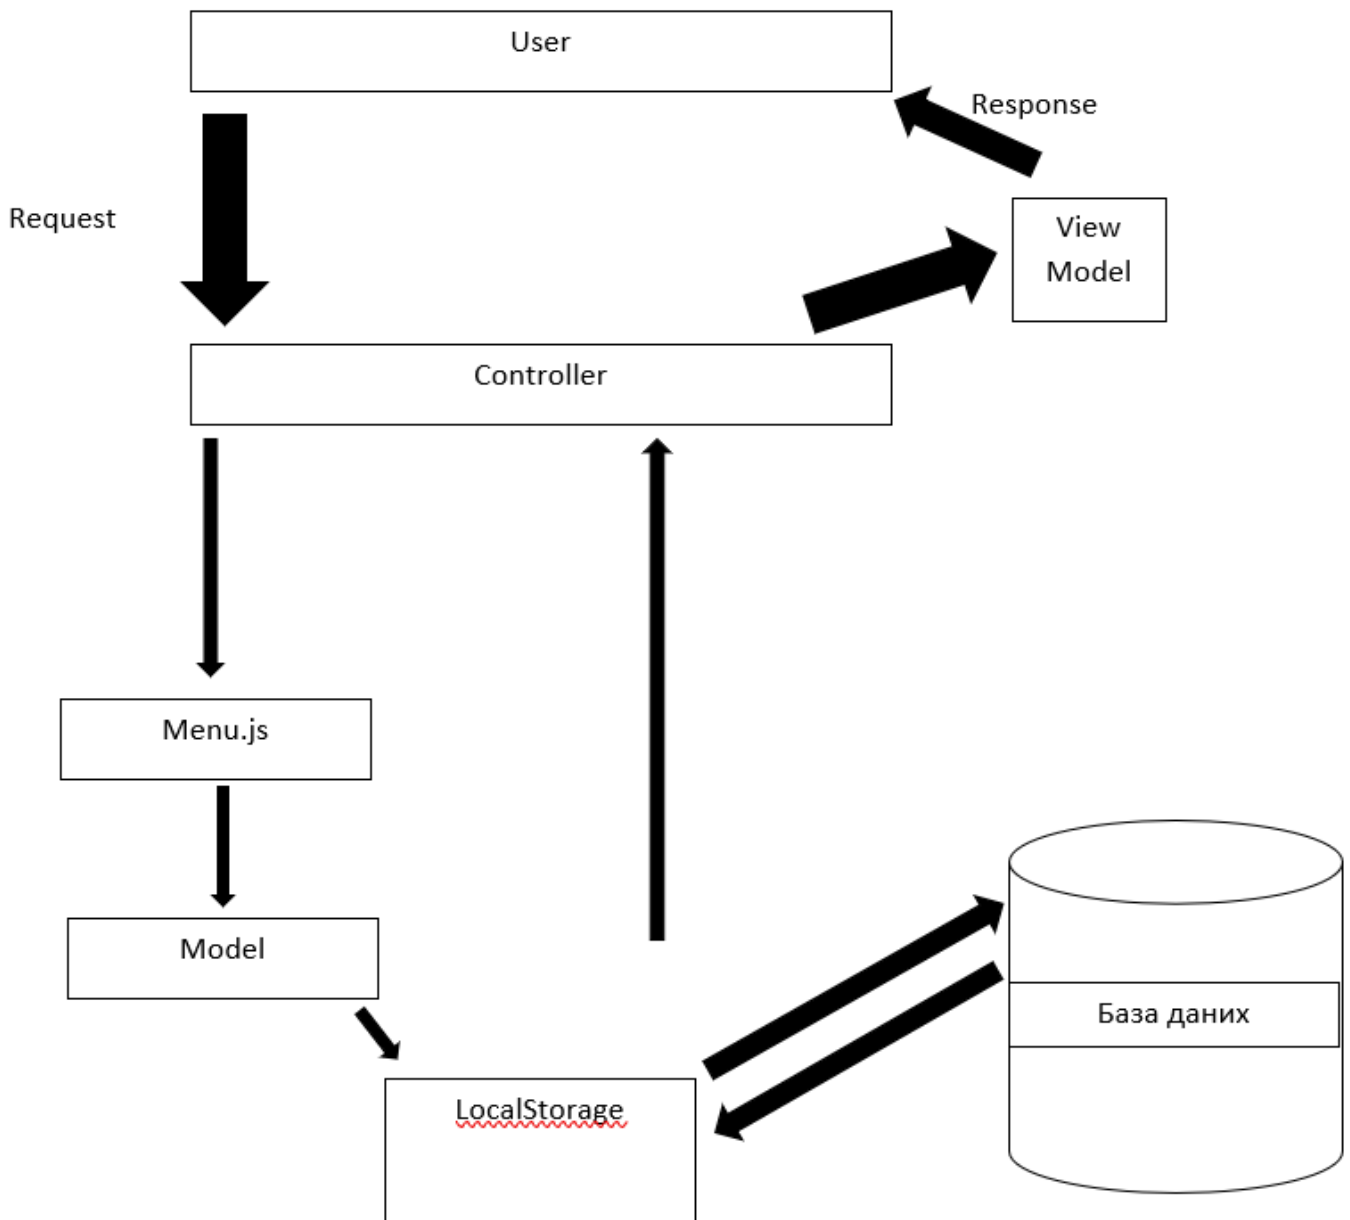 User
Response
Request
View
Model
Controller
Menu.js
Model
База даних
LocalStorage